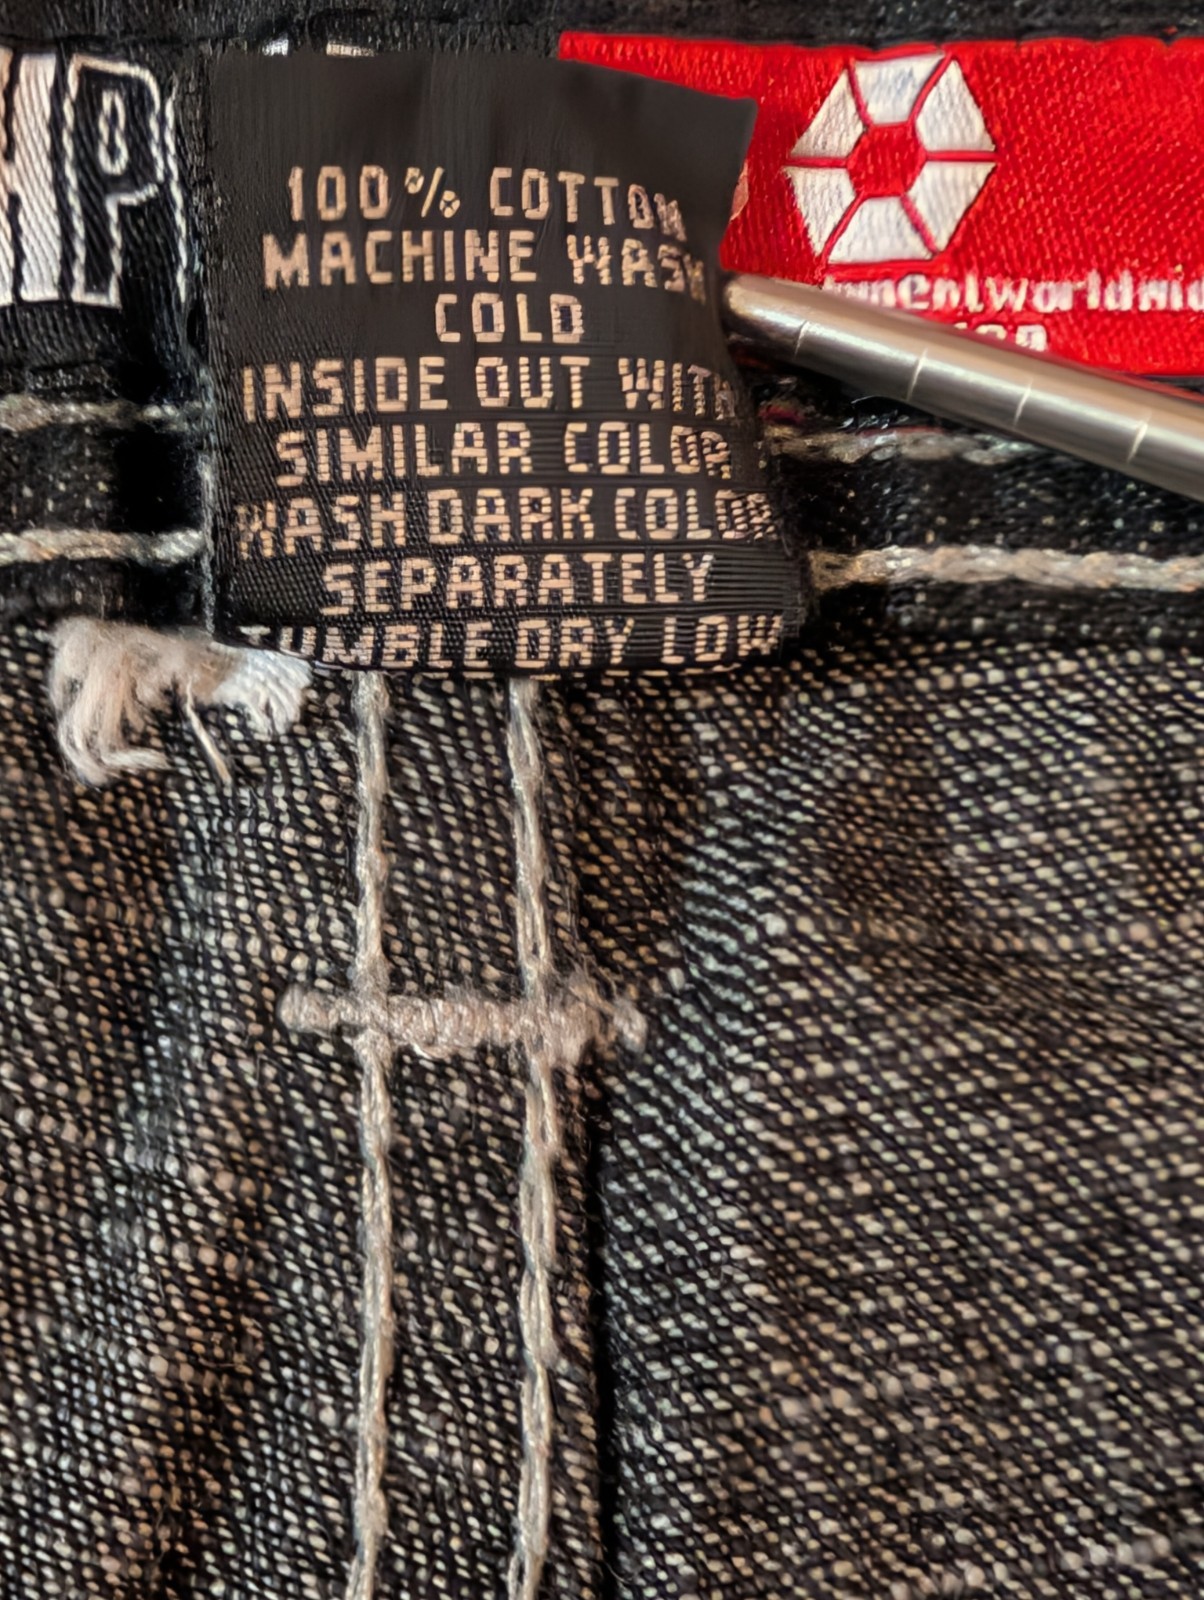 100% COTTON
MACHINE WASH
COLD
INSIDE OUT WITH
SIMILAR COLOR
WASH DARK COLOR
SEPARATELY
TUMBLE DRY LOW